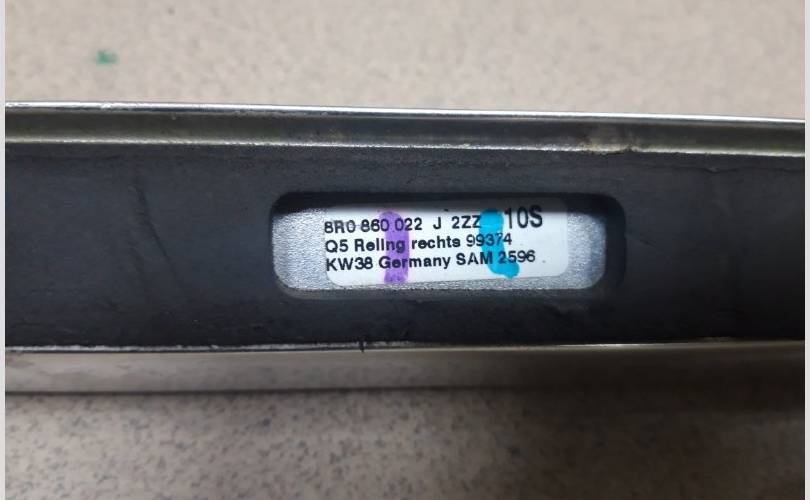 8R0 860 022 J 2ZZ 10S
Q5 Reling rechts 99374
KW38 Germany SAM 2596